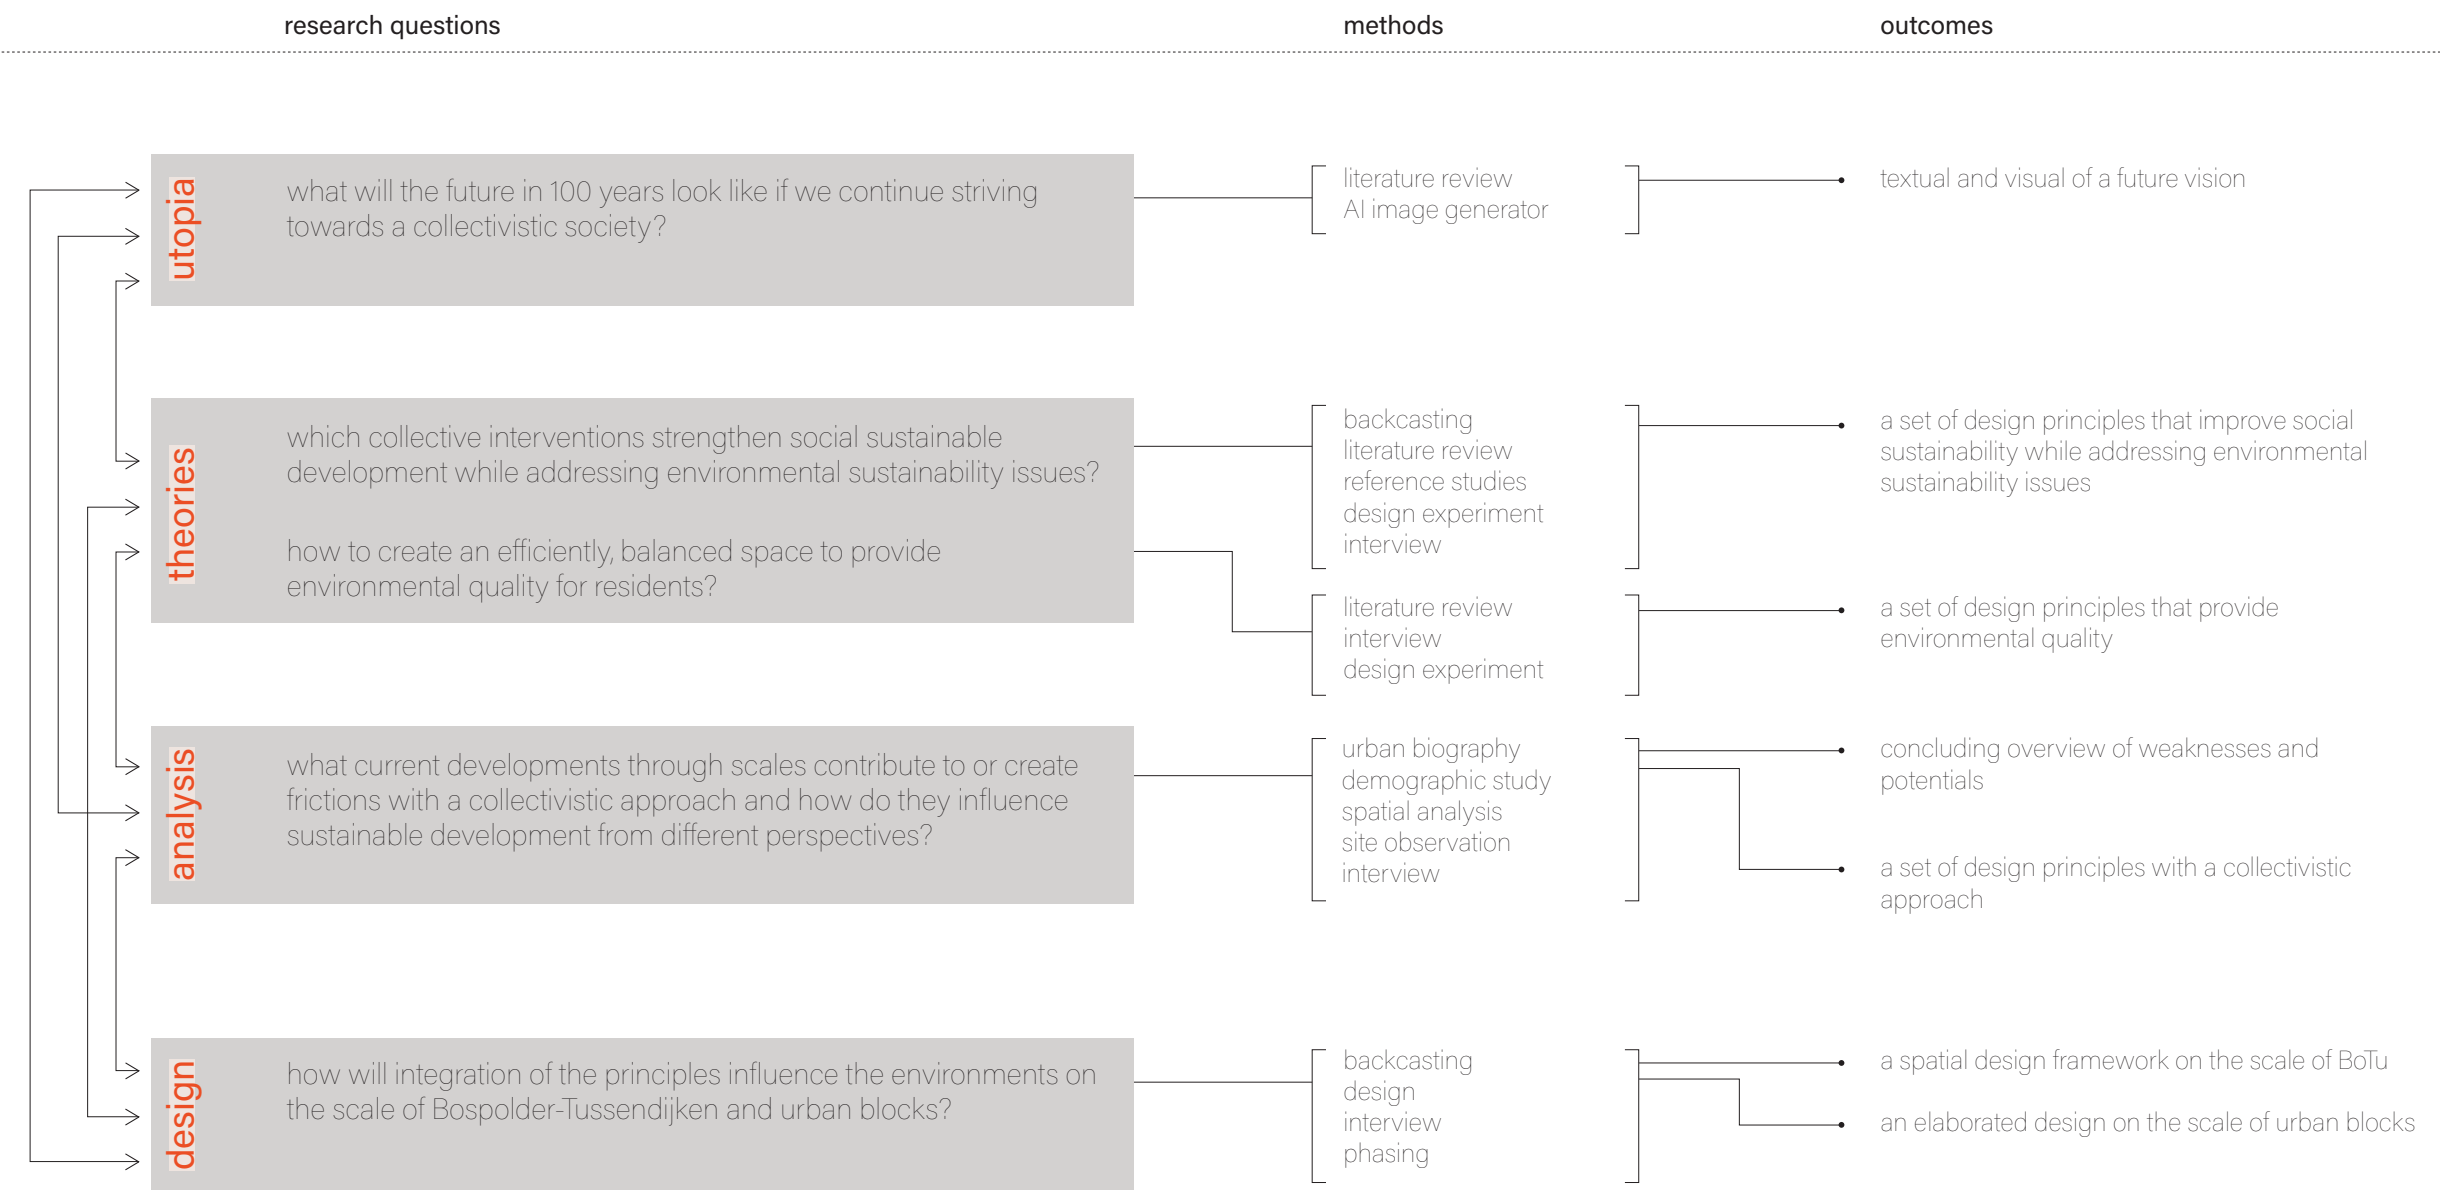 research questions
methods
outcomes
utopia
what will the future in 100 years look like if we continue striving
towards a collectivistic society?
literature review
AI image generator
textual and visual of a future vision
theories
which collective interventions strengthen social sustainable
development while addressing environmental sustainability issues?
backcasting
literature review
reference studies
design experiment
interview
a set of design principles that improve social
sustainability while addressing environmental
sustainability issues
how to create an efficiently, balanced space to provide
environmental quality for residents?
literature review
interview
design experiment
a set of design principles that provide
environmental quality
analysis
what current developments through scales contribute to or create
frictions with a collectivistic approach and how do they influence
sustainable development from different perspectives?
urban biography
demographic study
spatial analysis
site observation
interview
concluding overview of weaknesses and
potentials
a set of design principles with a collectivistic
approach
design
how will integration of the principles influence the environments on
the scale of Bospolder-Tussendijken and urban blocks?
backcasting
design
interview
phasing
a spatial design framework on the scale of BoTu
an elaborated design on the scale of urban blocks